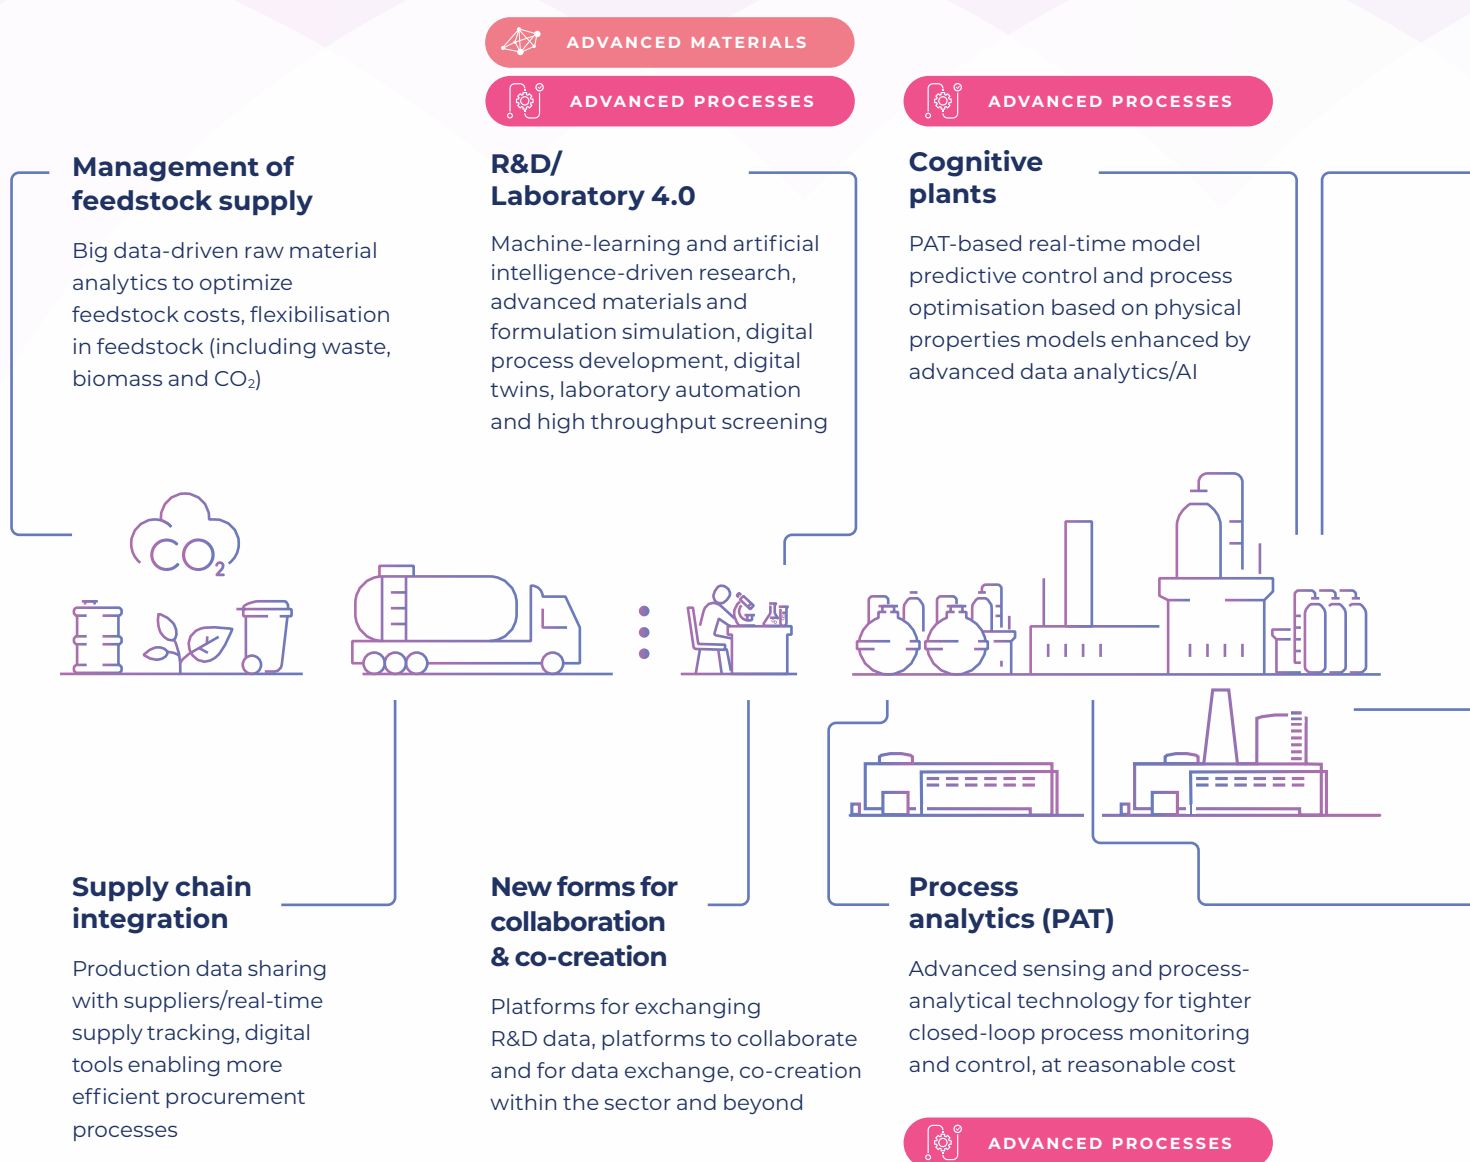 ADVANCED MATERIALS
ADVANCED PROCESSES
R&D/
Laboratory 4.0
Machine-learning and artificial
intelligence-driven research,
advanced materials and
formulation simulation, digital
process development, digital
twins, laboratory automation
and high throughput screening
ADVANCED PROCESSES
Cognitive
plants
PAT-based real-time model
predictive control and process
optimisation based on physical
properties models enhanced by
advanced data analytics/AI
Management of
feedstock supply
Big data-driven raw material
analytics to optimize
feedstock costs, flexibilisation
in feedstock (including waste,
biomass and CO₂)
CO₂
Supply chain
integration
Production data sharing
with suppliers/real-time
supply tracking, digital
tools enabling more
efficient procurement
processes
New forms for
collaboration
& co-creation
Platforms for exchanging
R&D data, platforms to collaborate
and for data exchange, co-creation
within the sector and beyond
Process
analytics (PAT)
Advanced sensing and process-
analytical technology for tighter
closed-loop process monitoring
and control, at reasonable cost
ADVANCED PROCESSES